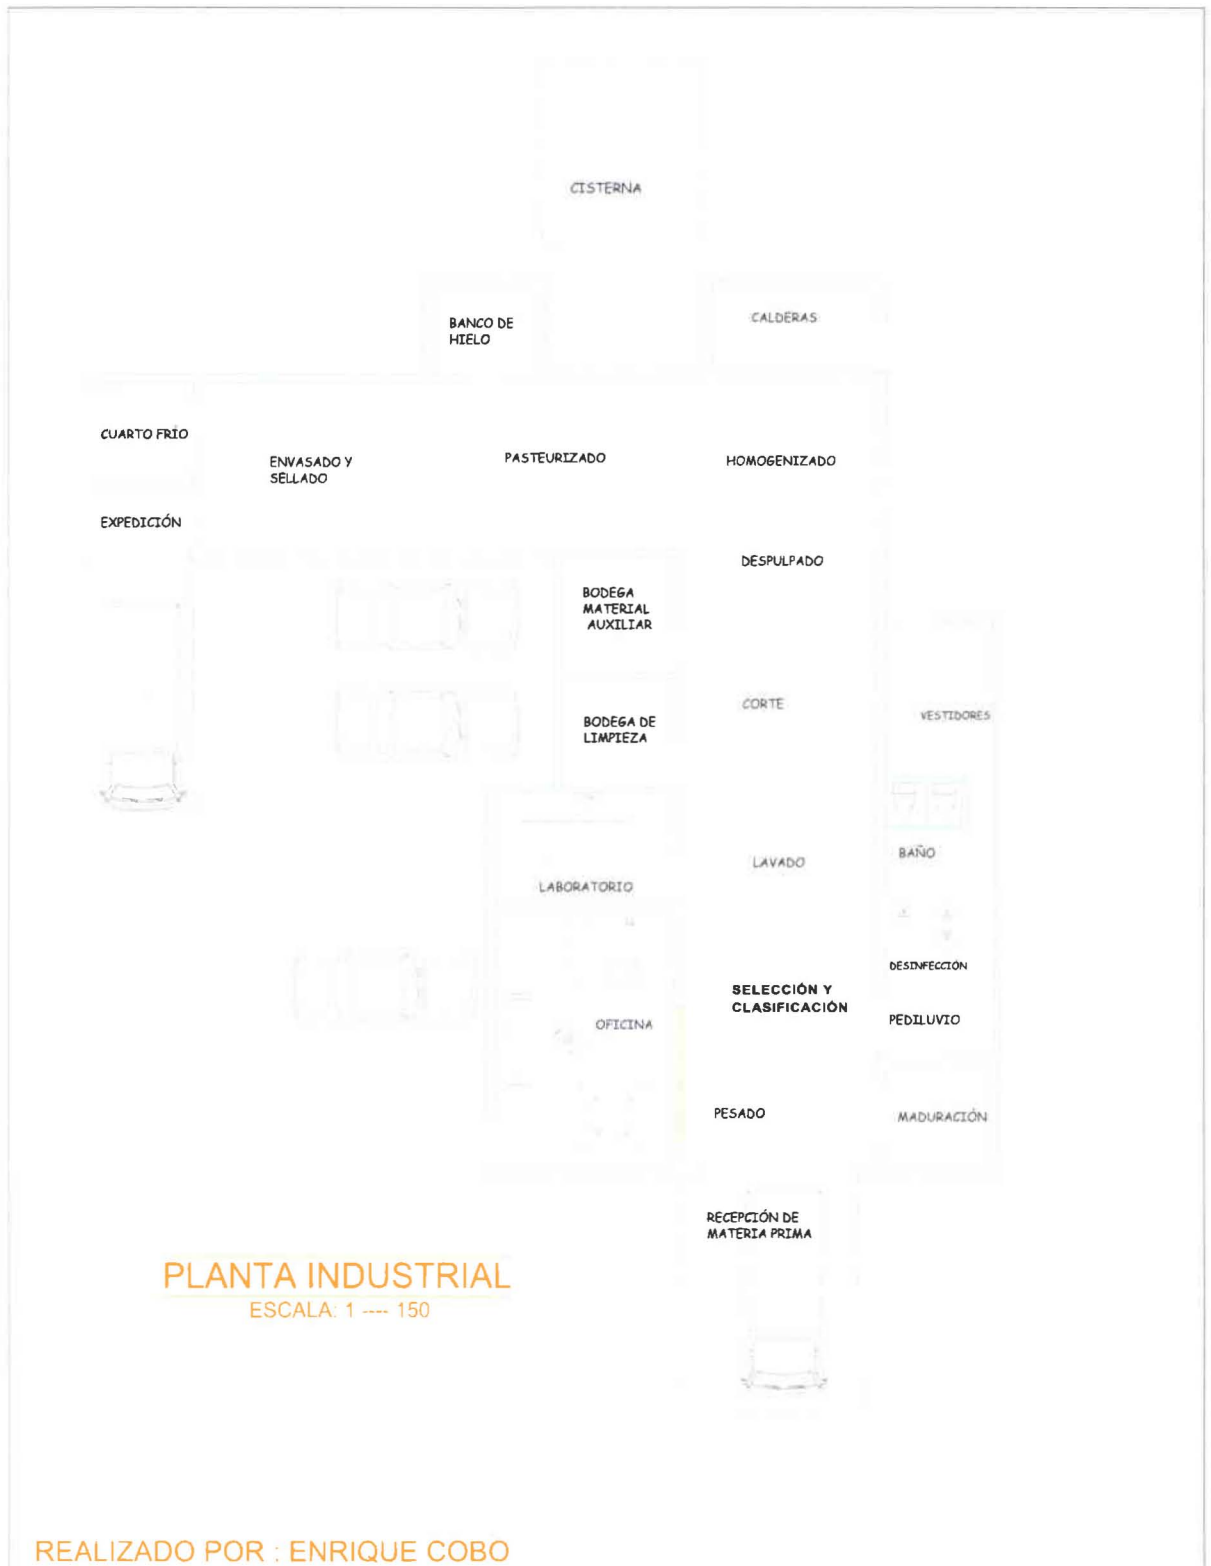 CISTERNA
BANCO DE
HIELO
CALDERAS
CUARTO FRÍO
ENVASADO Y
SELLADO
PASTEURIZADO
HOMOGENIZADO
EXPEDICIÓN
DESPULPADO
BODEGA
MATERIAL
AUXILIAR
CORTE
VESTIDORES
BODEGA DE
LIMPIEZA
BAÑO
LAVADO
LABORATORIO
DESINFECCIÓN
SELECCIÓN Y
CLASIFICACIÓN
OFICINA
PEDILUVIO
PESADO
MADURACIÓN
RECEPCIÓN DE
MATERIA PRIMA
PLANTA INDUSTRIAL
ESCALA: 1 ---- 150
REALIZADO POR : ENRIQUE COBO